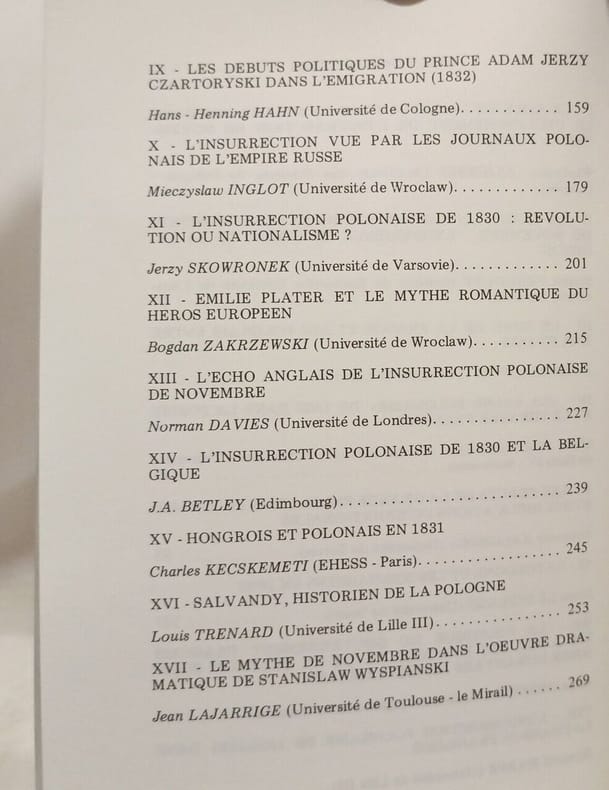 IX - LES DEBUTS POLITIQUES DU PRINCE ADAM JERZY
CZARTORYSKI DANS L'EMIGRATION (1832)
Hans - Henning HAHN (Université de Cologne). . . . . . . . . . . . 159
X - L'INSURRECTION VUE PAR LES JOURNAUX POLO-
NAIS DE L'EMPIRE RUSSE
Mieczyslaw INGLOT (Université de Wroclaw). . . . . . . . . . . . . 179
XI - L'INSURRECTION POLONAISE DE 1830 : REVOLU-
TION OU NATIONALISME ?
Jerzy SKOWRONEK (Université de Varsovie). . . . . . . . . . . . . 201
XII - EMILIE PLATER ET LE MYTHE ROMANTIQUE DU
HEROS EUROPEEN
Bogdan ZAKRZEWSKI (Université de Wroclaw). . . . . . . . . . . 215
XIII - L'ECHO ANGLAIS DE L'INSURRECTION POLONAISE
DE NOVEMBRE
Norman DAVIES (Université de Londres). . . . . . . . . . . . . . . . 227
XIV - L'INSURRECTION POLONAISE DE 1830 ET LA BEL-
GIQUE
J.A. BETLEY (Edimbourg). . . . . . . . . . . . . . . . . . . . . . . . . . . . 239
XV - HONGROIS ET POLONAIS EN 1831
Charles KECSKEMETI (EHESS - Paris). . . . . . . . . . . . . . . . . . 245
XVI - SALVANDY, HISTORIEN DE LA POLOGNE
Louis TRENARD (Université de Lille III). . . . . . . . . . . . . . . . 253
XVII - LE MYTHE DE NOVEMBRE DANS L'OEUVRE DRA-
MATIQUE DE STANISLAW WYSPIANSKI
Jean LAJARRIGE (Université de Toulouse - le Mirail) . . . . . . 269